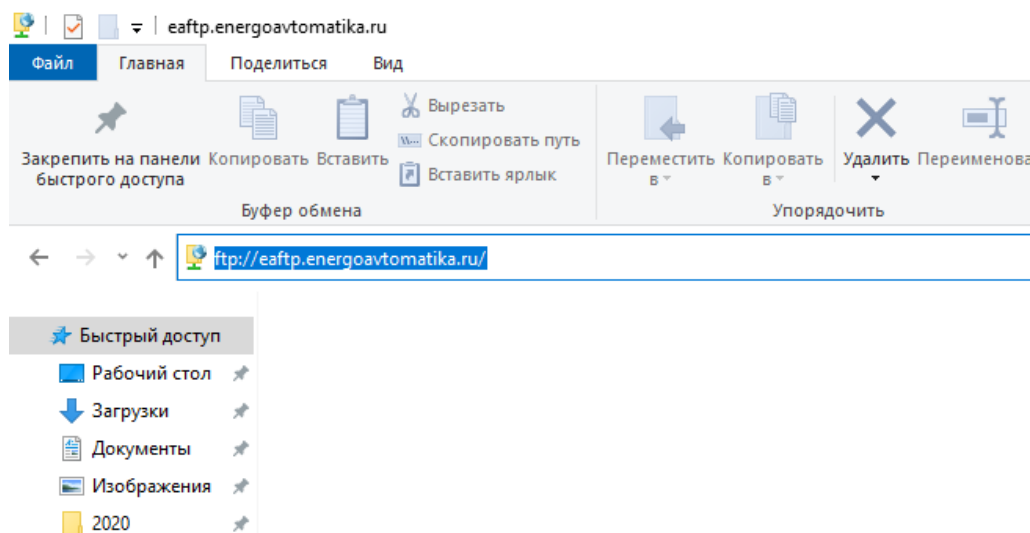 eaftp.energoavtomatika.ru
Файл Главная Поделиться Вид
Закрепить на панели быстрого доступа
Копировать
Вставить
Вырезать
Скопировать путь
Вставить ярлык
Переместить в
Копировать в
Удалить
Переименова
Буфер обмена
Упорядочить
ftp://eaftp.energoavtomatika.ru/
Быстрый доступ
Рабочий стол
Загрузки
Документы
Изображения
2020